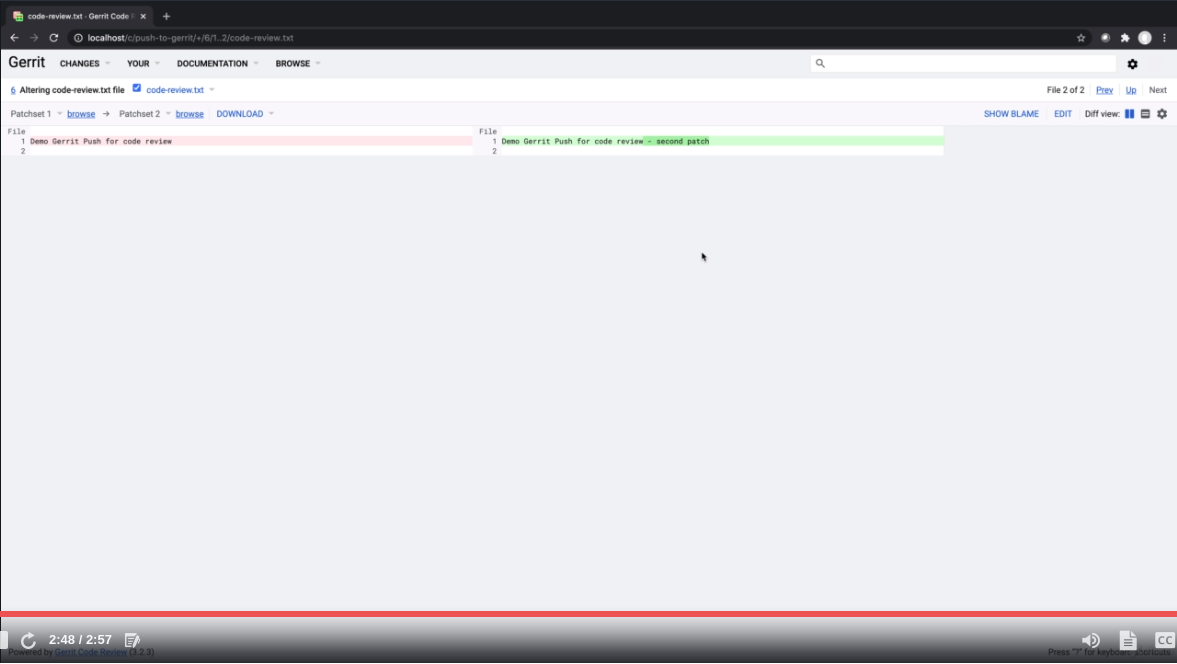 code-review.txt · Gerrit Code R
localhost/c/push-to-gerrit/+/6/1..2/code-review.txt
Gerrit CHANGES YOUR DOCUMENTATION BROWSE
6 Altering code-review.txt file code-review.txt File 2 of 2 Prev Up Next
Patchset 1 browse → Patchset 2 browse DOWNLOAD SHOW BLAME EDIT Diff view:
File File
1 Demo Gerrit Push for code review 1 Demo Gerrit Push for code review - second patch
2 2
2:48 / 2:57 CC
Powered by Gerrit Code Review (3.2.3) Press "?" for keyboard shortcuts